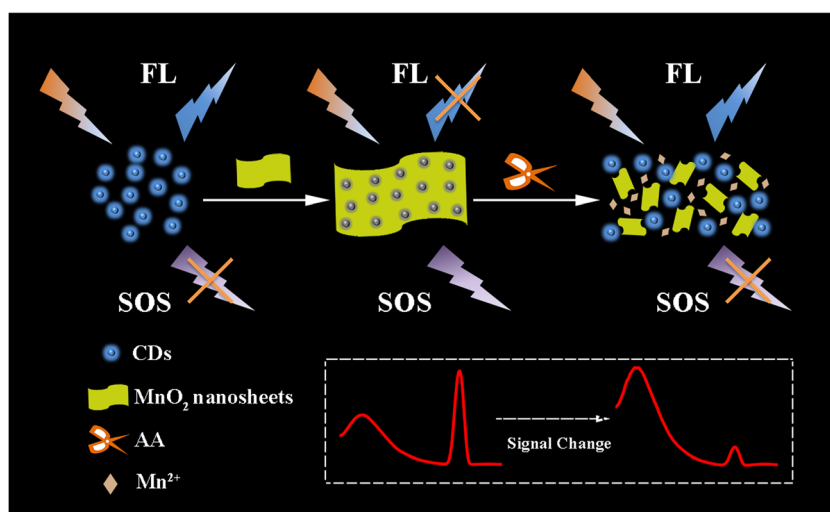 FL FL FL
SOS SOS SOS
CDs
MnO₂ nanosheets
AA
Mn²⁺
Signal Change